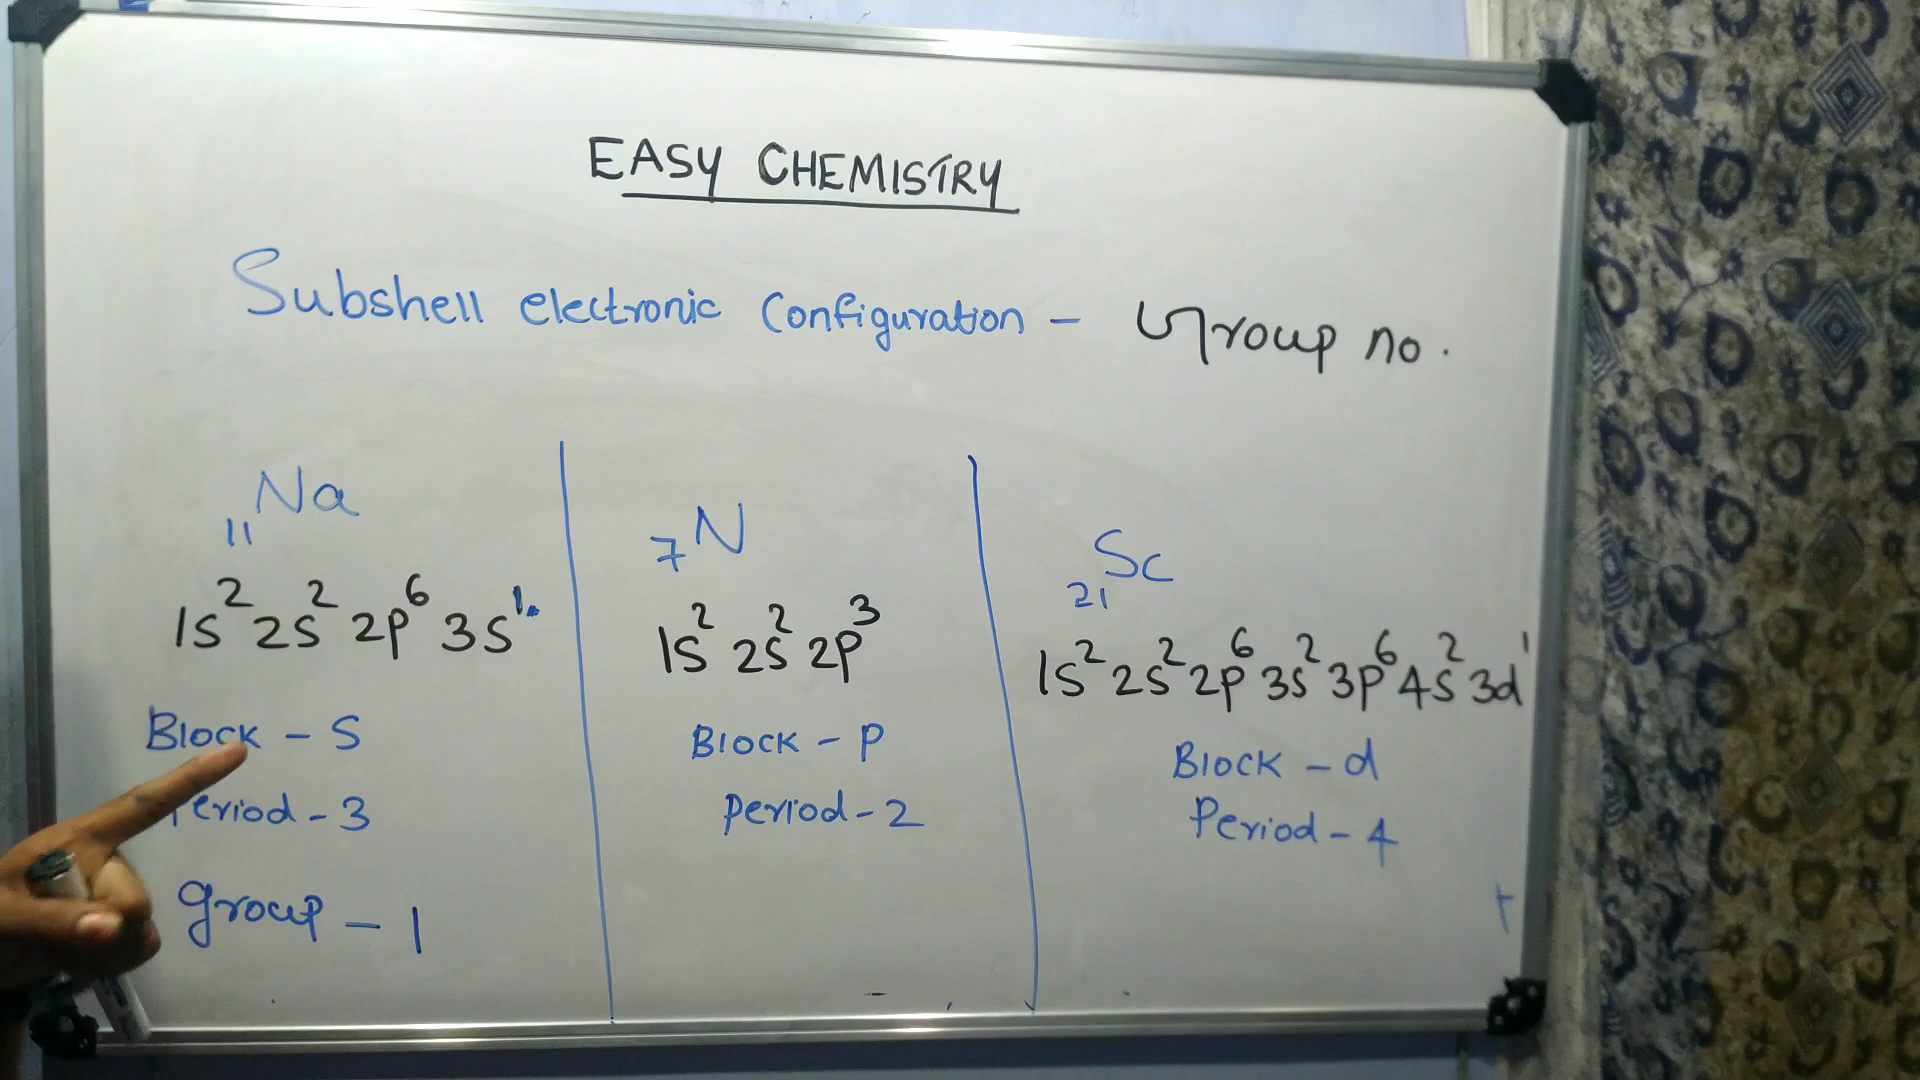 EASY CHEMISTRY
Subshell electronic configuration - Group no.
₁₁Na
1s² 2s² 2p⁶ 3s¹
Block - S
Period - 3
group - 1
₇N
1s² 2s² 2p³
Block - P
Period - 2
₂₁Sc
1s² 2s² 2p⁶ 3s² 3p⁶ 4s² 3d¹
Block - d
Period - 4